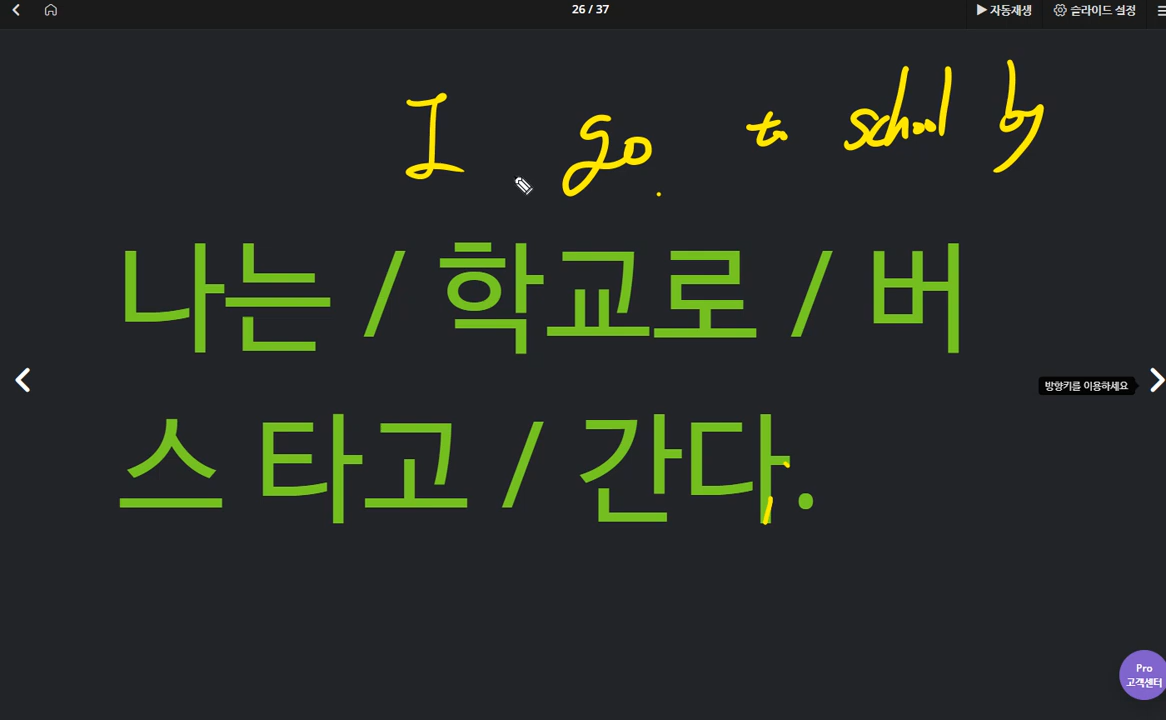 26 / 37
자동재생
슬라이드 설정
I go to school by
나는 / 학교로 / 버
스 타고 / 간다.
방향키를 이용하세요
Pro
고객센터